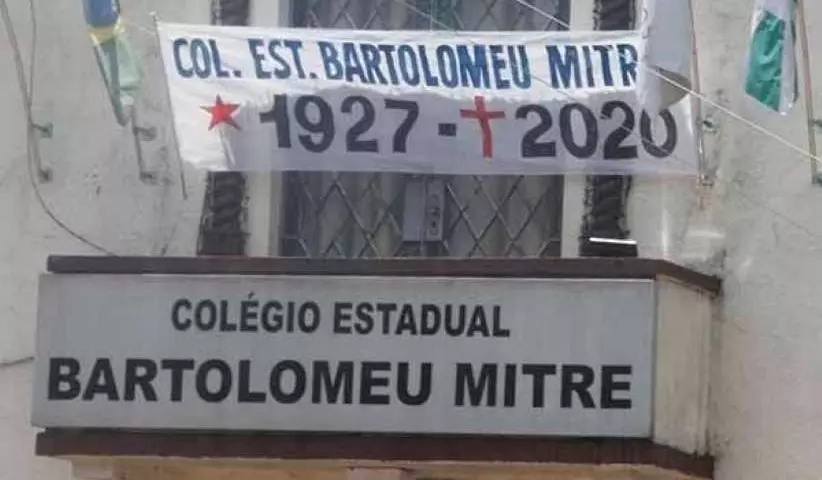 COL. EST. BARTOLOMEU MITR
1927 - 2020
COLÉGIO ESTADUAL
BARTOLOMEU MITRE